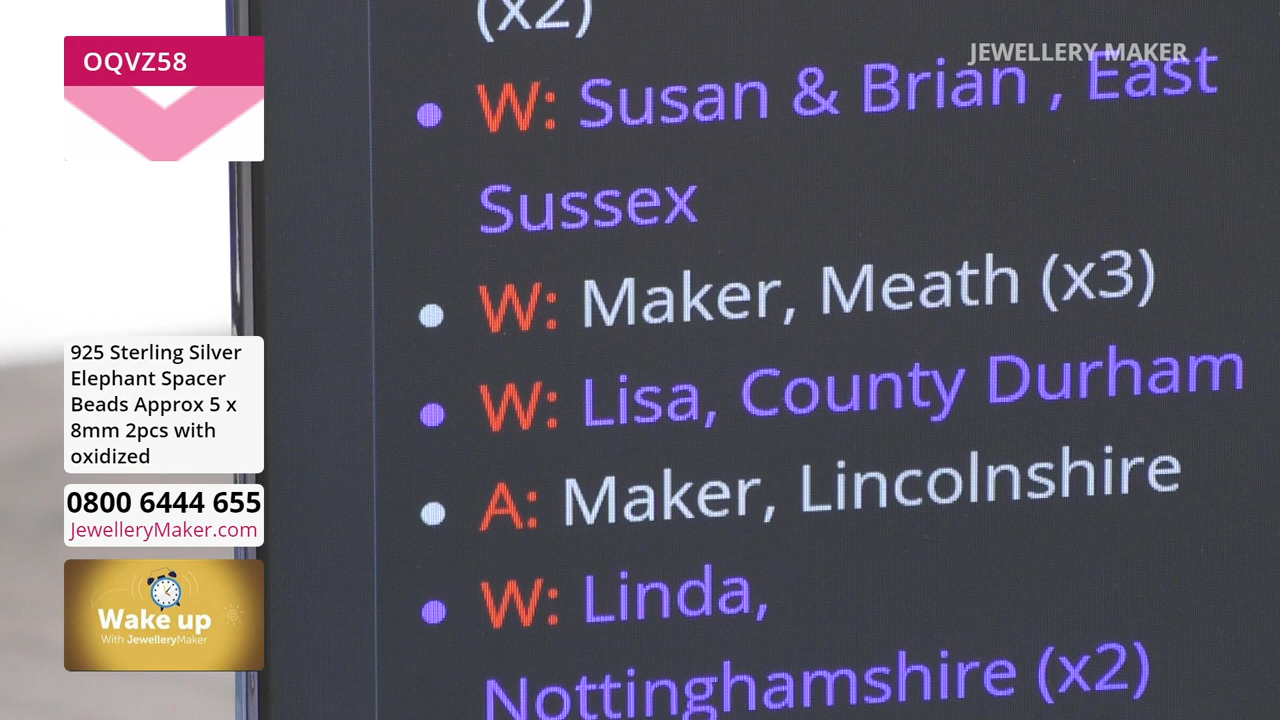 OQVZ58
925 Sterling Silver
Elephant Spacer
Beads Approx 5 x
8mm 2pcs with
oxidized
0800 6444 655
JewelleryMaker.com
Wake up
With JewelleryMaker
JEWELLERY MAKER
(x2)
W: Susan & Brian , East
Sussex
W: Maker, Meath (x3)
W: Lisa, County Durham
A: Maker, Lincolnshire
W: Linda,
Nottinghamshire (x2)